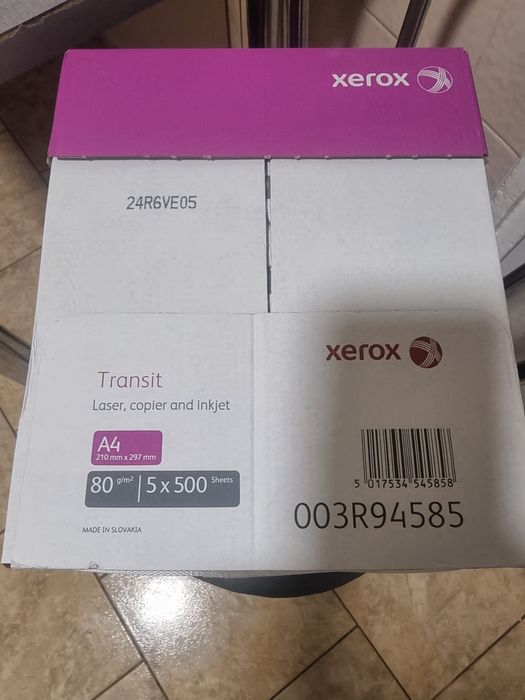 xerox
24R6VE05
xerox
Transit
Laser, copier and inkjet
A4
210 mm x 297 mm
80 g/m² | 5 x 500 Sheets
MADE IN SLOVAKIA
5 017534 545858
003R94585